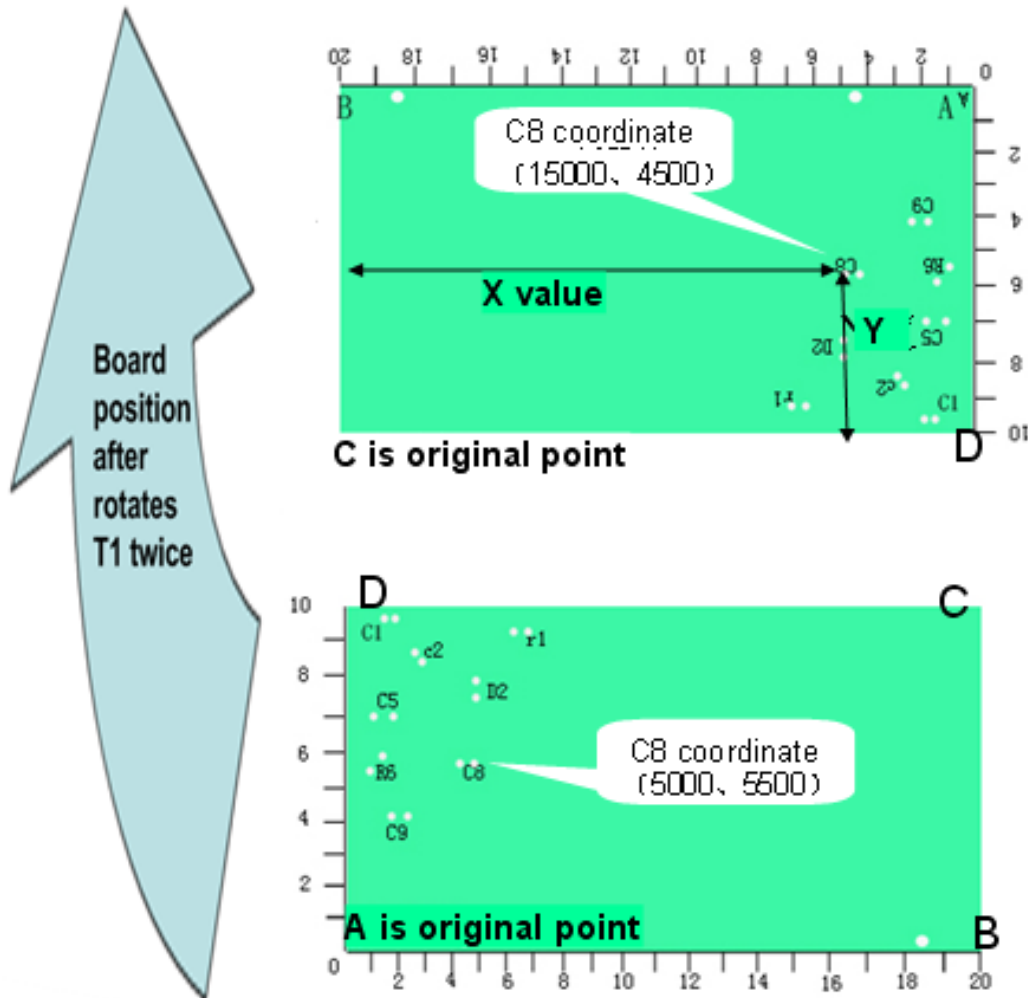 20 18 16 14 12 10 8 6 4 2 0
B
A
A
C8 coordinate
(15000、4500)
2
C9
4
C8
R6
X value
6
Y
C5
D2
8
c2
r1
C1
C is original point
D
10
Board
position
after
rotates
T1 twice
D
C
10
C1
r1
c2
8
D2
C5
C8 coordinate
(5000、5500)
6
R6
C8
4
C9
2
A is original point
B
0
2 4 6 8 10 12 14 16 18 20